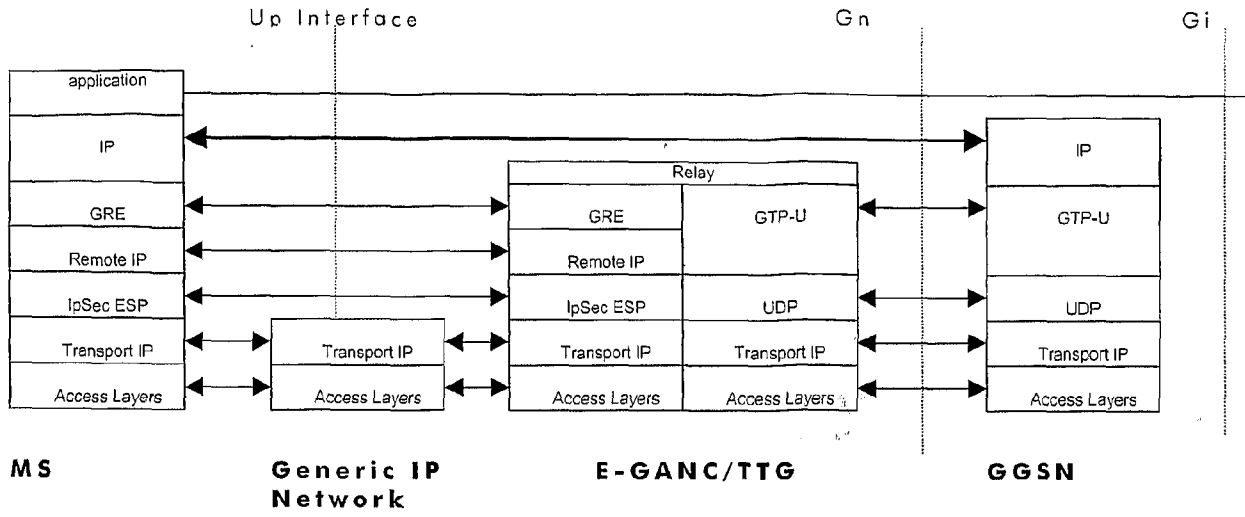 Up Interface
Gn
Gi
application
IP
IP
Relay
GRE
GRE
GTP-U
GTP-U
Remote IP
Remote IP
IpSec ESP
IpSec ESP
UDP
UDP
Transport IP
Transport IP
Transport IP
Transport IP
Transport IP
Access Layers
Access Layers
Access Layers
Access Layers
Access Layers
MS
Generic IP
Network
E-GANC/TTG
GGSN